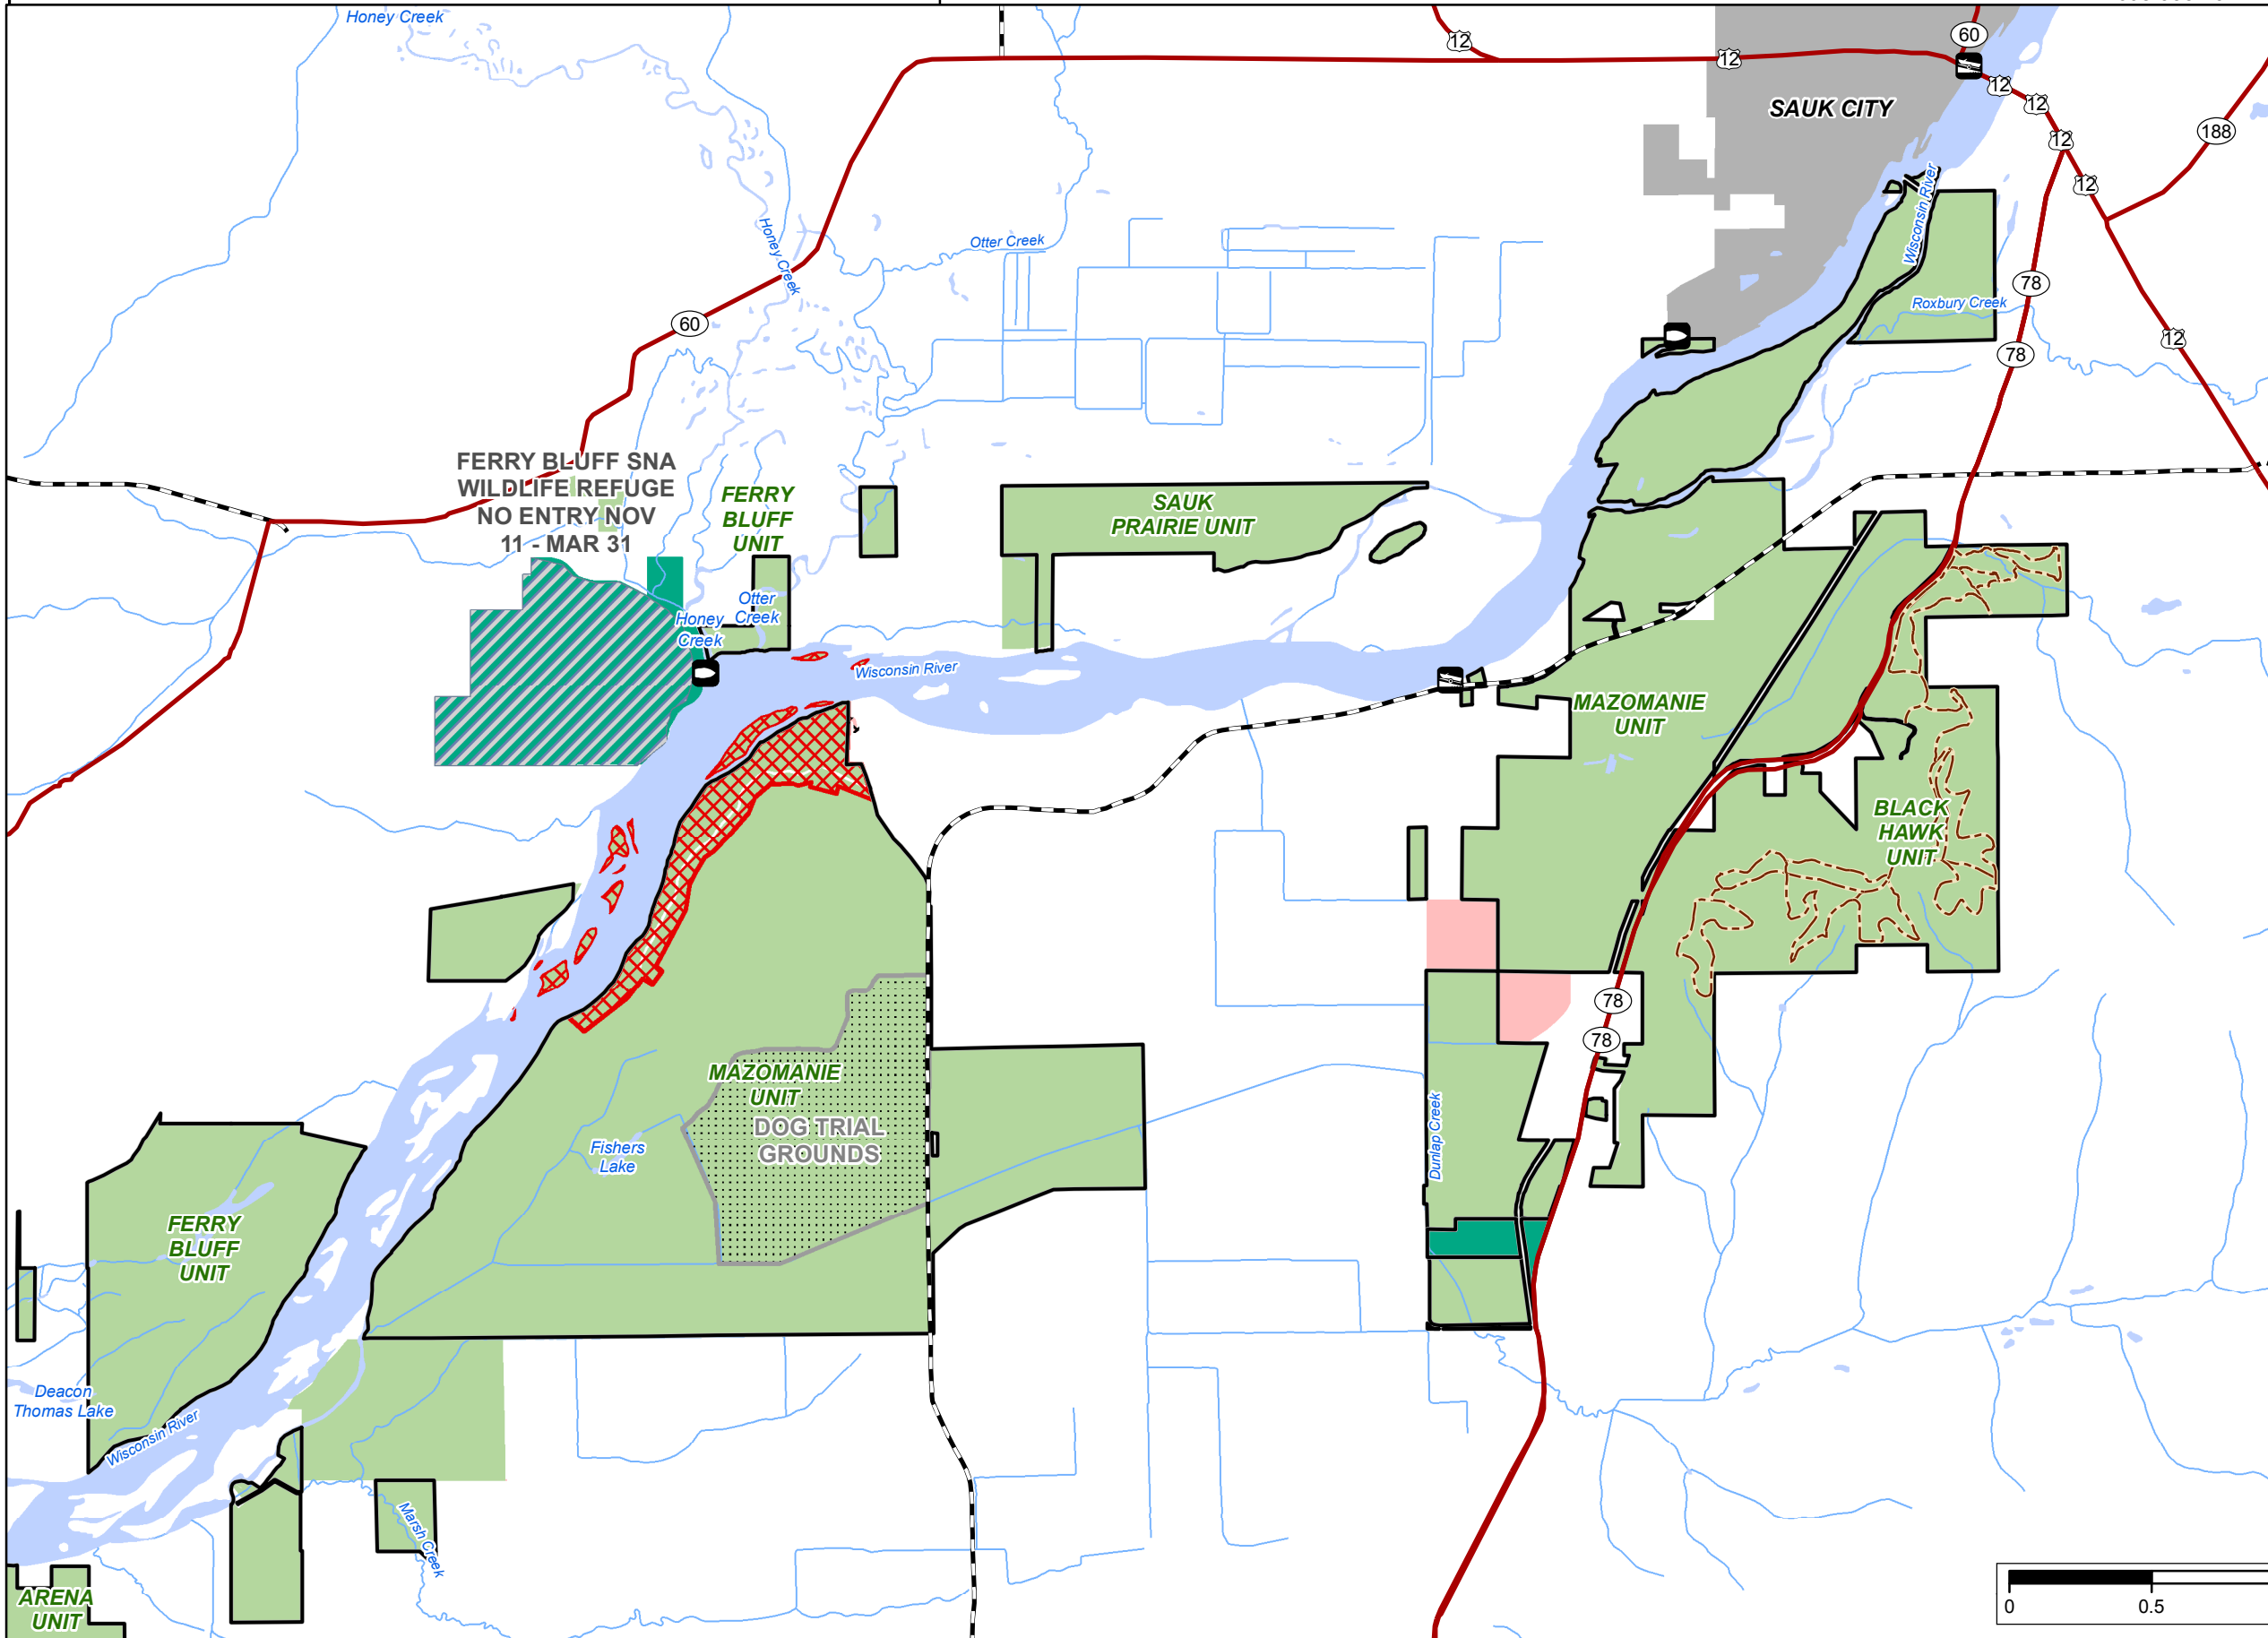 Honey Creek
60
12
12
12
12
SAUK CITY
12
188
12
Wisconsin River
Honey Creek
Otter Creek
78
Roxbury Creek
60
12
78
FERRY BLUFF SNA
WILDLIFE REFUGE
NO ENTRY NOV
11 - MAR 31
FERRY
BLUFF
UNIT
SAUK
PRAIRIE UNIT
Otter
Creek
Honey
Creek
Wisconsin River
MAZOMANIE
UNIT
BLACK
HAWK
UNIT
78
78
MAZOMANIE
UNIT
DOG TRIAL
GROUNDS
Fishers
Lake
Dunlap Creek
FERRY
BLUFF
UNIT
Deacon
Thomas Lake
Wisconsin River
Marsh Creek
ARENA
UNIT
0
0.5